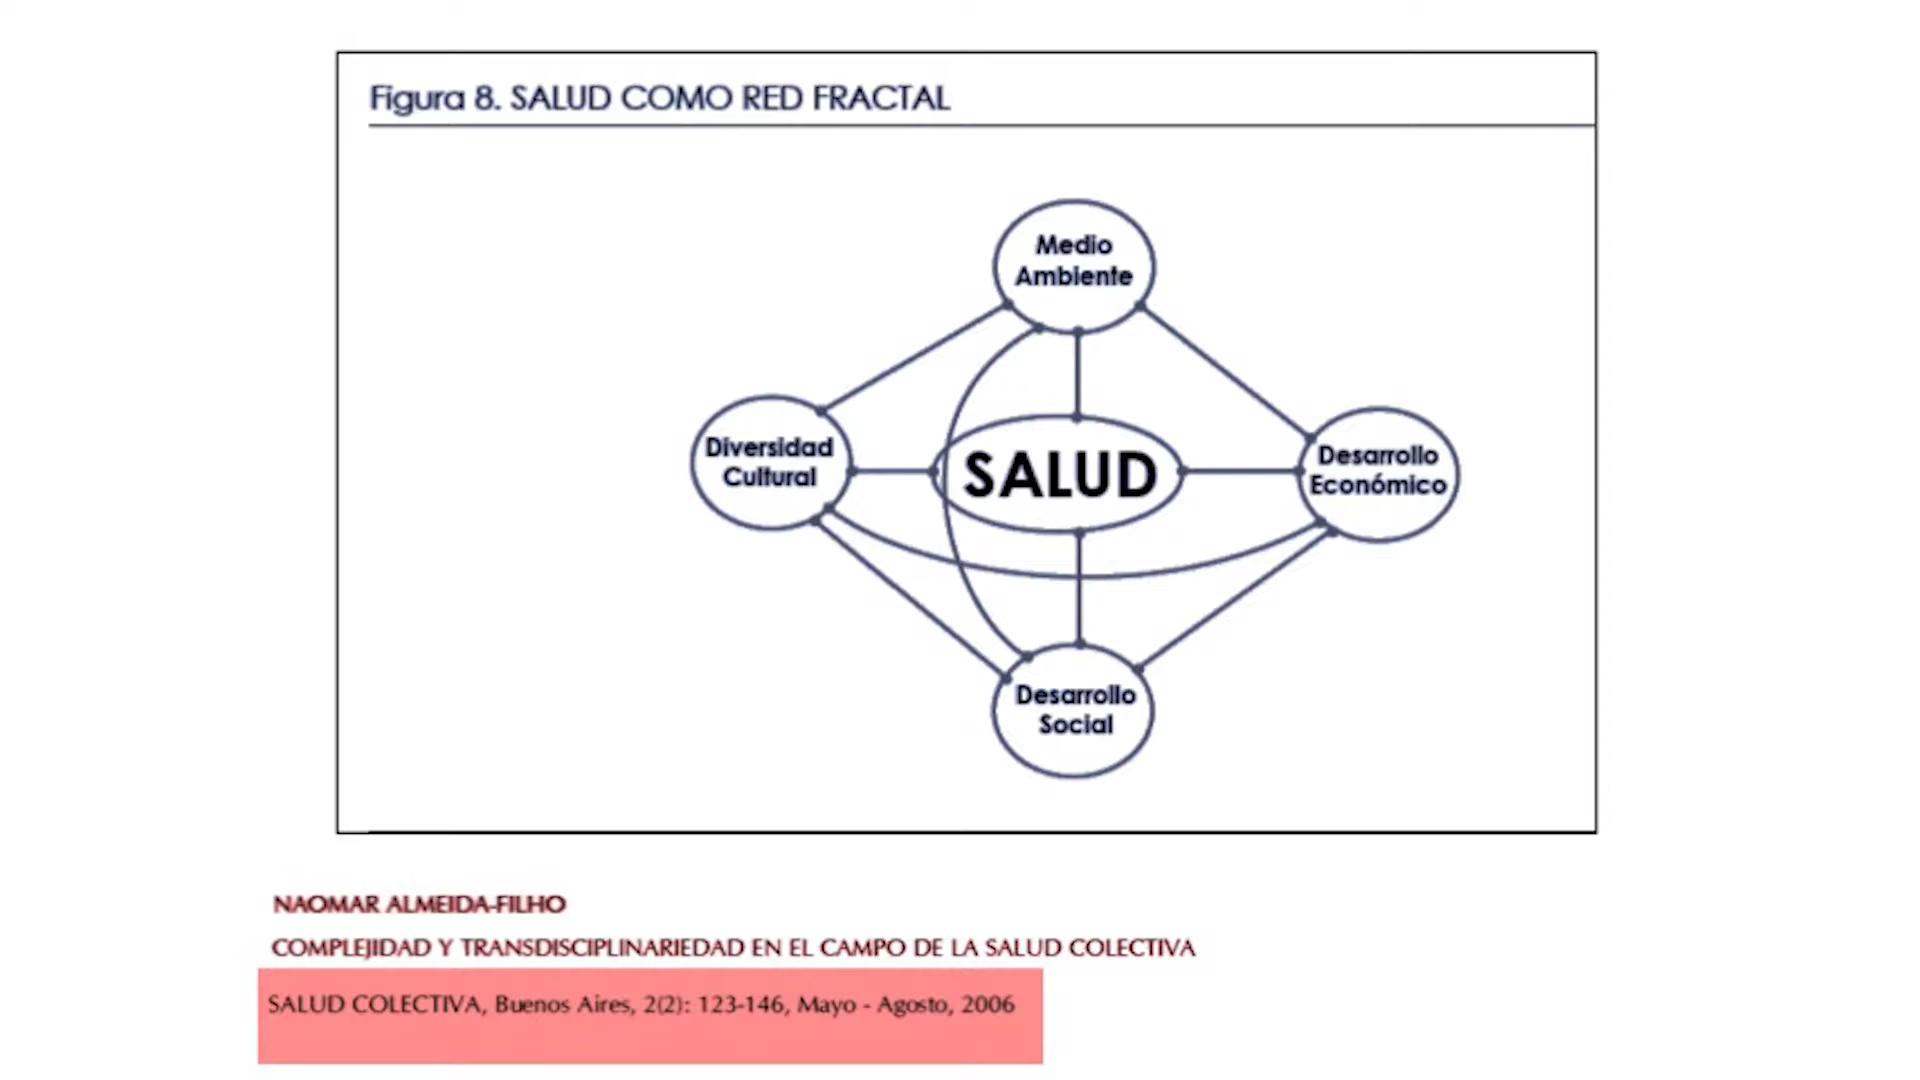 Figura 8. SALUD COMO RED FRACTAL
Medio
Ambiente
Diversidad
Cultural
SALUD
Desarrollo
Económico
Desarrollo
Social
NAOMAR ALMEIDA-FILHO
COMPLEJIDAD Y TRANSDISCIPLINARIEDAD EN EL CAMPO DE LA SALUD COLECTIVA
SALUD COLECTIVA, Buenos Aires, 2(2): 123-146, Mayo - Agosto, 2006